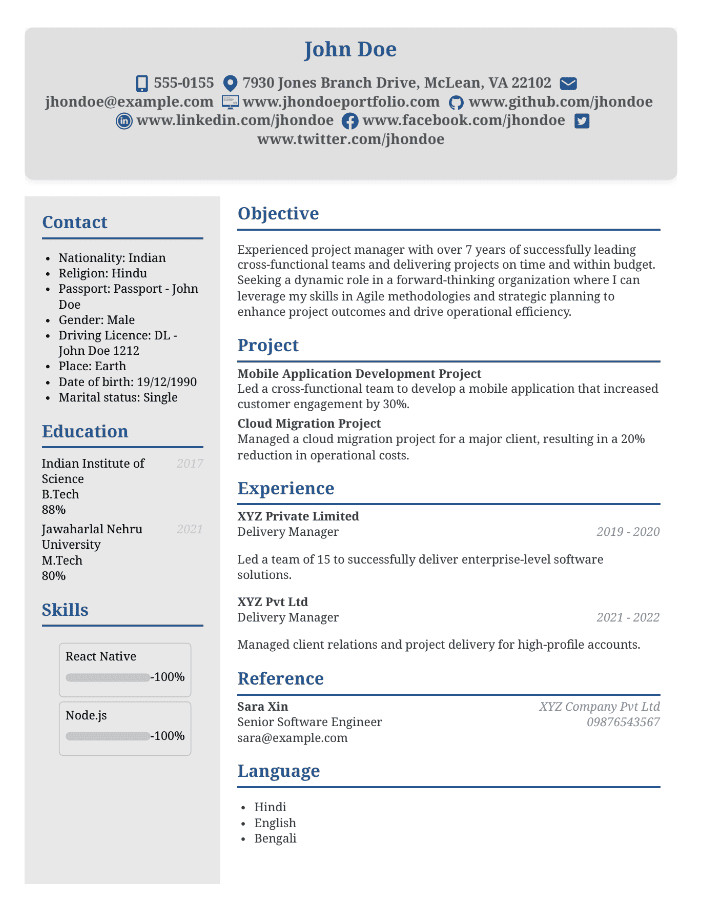 John Doe
555-0155 7930 Jones Branch Drive, McLean, VA 22102
jhondoe@example.com www.jhondoeportfolio.com www.github.com/jhondoe
www.linkedin.com/jhondoe www.facebook.com/jhondoe
www.twitter.com/jhondoe
Contact
• Nationality: Indian
• Religion: Hindu
• Passport: Passport - John
Doe
• Gender: Male
• Driving Licence: DL -
John Doe 1212
• Place: Earth
• Date of birth: 19/12/1990
• Marital status: Single
Education
Indian Institute of 2017
Science
B.Tech
88%
Jawaharlal Nehru 2021
University
M.Tech
80%
Skills
React Native
-100%
Node.js
-100%
Objective
Experienced project manager with over 7 years of successfully leading
cross-functional teams and delivering projects on time and within budget.
Seeking a dynamic role in a forward-thinking organization where I can
leverage my skills in Agile methodologies and strategic planning to
enhance project outcomes and drive operational efficiency.
Project
Mobile Application Development Project
Led a cross-functional team to develop a mobile application that increased
customer engagement by 30%.
Cloud Migration Project
Managed a cloud migration project for a major client, resulting in a 20%
reduction in operational costs.
Experience
XYZ Private Limited
Delivery Manager 2019 - 2020
Led a team of 15 to successfully deliver enterprise-level software
solutions.
XYZ Pvt Ltd
Delivery Manager 2021 - 2022
Managed client relations and project delivery for high-profile accounts.
Reference
Sara Xin XYZ Company Pvt Ltd
Senior Software Engineer 09876543567
sara@example.com
Language
• Hindi
• English
• Bengali